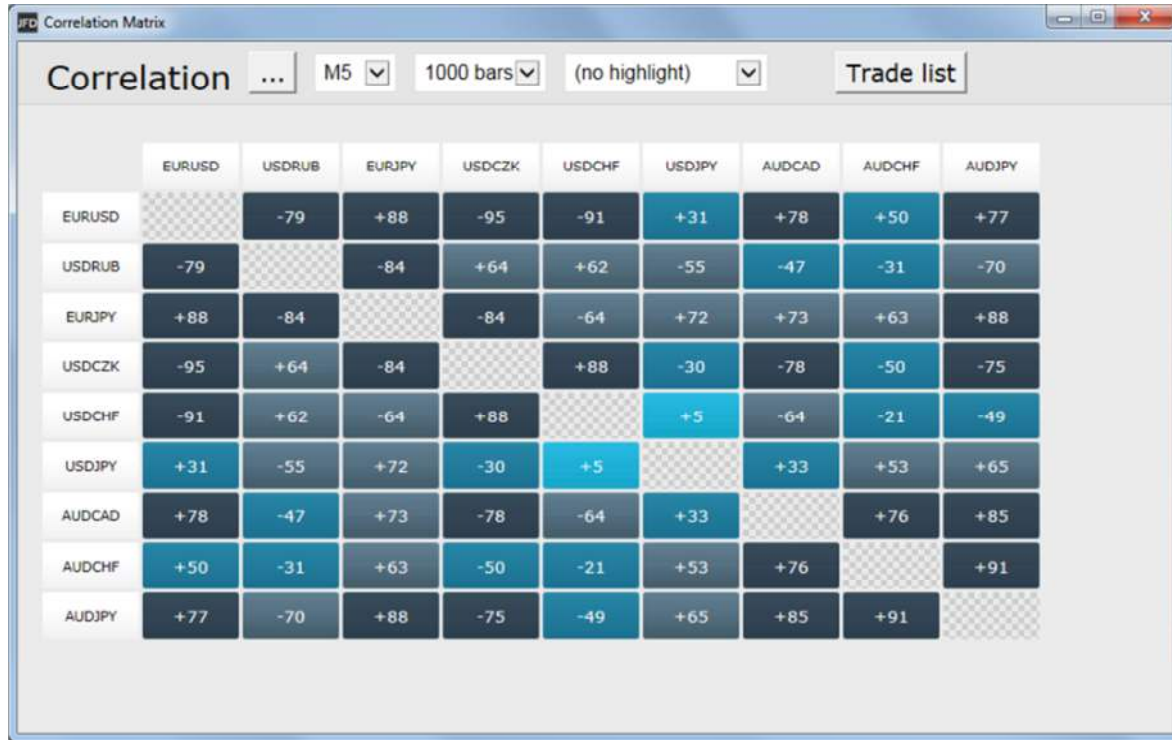 JFD Correlation Matrix
Correlation ... M5 1000 bars (no highlight) Trade list
EURUSD USDRUB EURJPY USDCZK USDCHF USDJPY AUDCAD AUDCHF AUDJPY
EURUSD -79 +88 -95 -91 +31 +78 +50 +77
USDRUB -79 -84 +64 +62 -55 -47 -31 -70
EURJPY +88 -84 -84 -64 +72 +73 +63 +88
USDCZK -95 +64 -84 +88 -30 -78 -50 -75
USDCHF -91 +62 -64 +88 +5 -64 -21 -49
USDJPY +31 -55 +72 -30 +5 +33 +53 +65
AUDCAD +78 -47 +73 -78 -64 +33 +76 +85
AUDCHF +50 -31 +63 -50 -21 +53 +76 +91
AUDJPY +77 -70 +88 -75 -49 +65 +85 +91